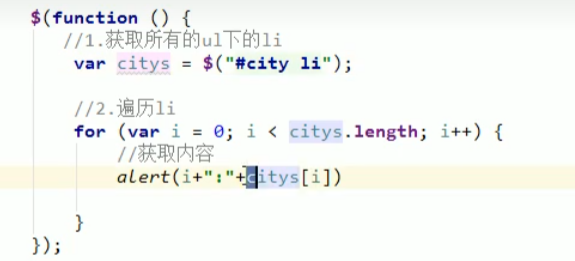 $(function () {
//1.获取所有的ul下的li
var citys = $("#city li");
//2.遍历li
for (var i = 0; i < citys.length; i++) {
//获取内容
alert(i+":"+citys[i])
}
});